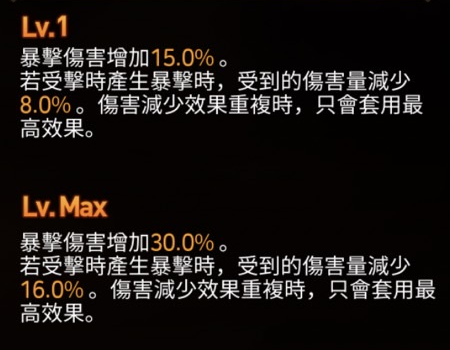 Lv.1
暴擊傷害增加15.0%。
若受擊時產生暴擊時，受到的傷害量減少
8.0%。傷害減少效果重複時，只會套用最
高效果。
Lv.Max
暴擊傷害增加30.0%。
若受擊時產生暴擊時，受到的傷害量減少
16.0%。傷害減少效果重複時，只會套用最
高效果。